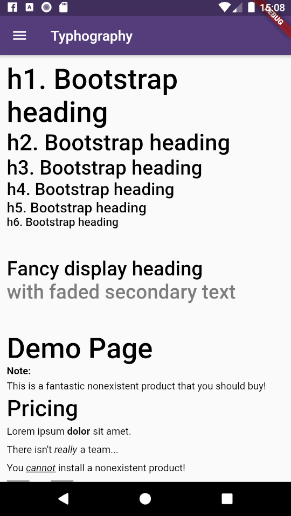 15:08
DEBUG
Typhography
h1. Bootstrap
heading
h2. Bootstrap heading
h3. Bootstrap heading
h4. Bootstrap heading
h5. Bootstrap heading
h6. Bootstrap heading
Fancy display heading
with faded secondary text
Demo Page
Note:
This is a fantastic nonexistent product that you should buy!
Pricing
Lorem ipsum dolor sit amet.
There isn't really a team...
You cannot install a nonexistent product!